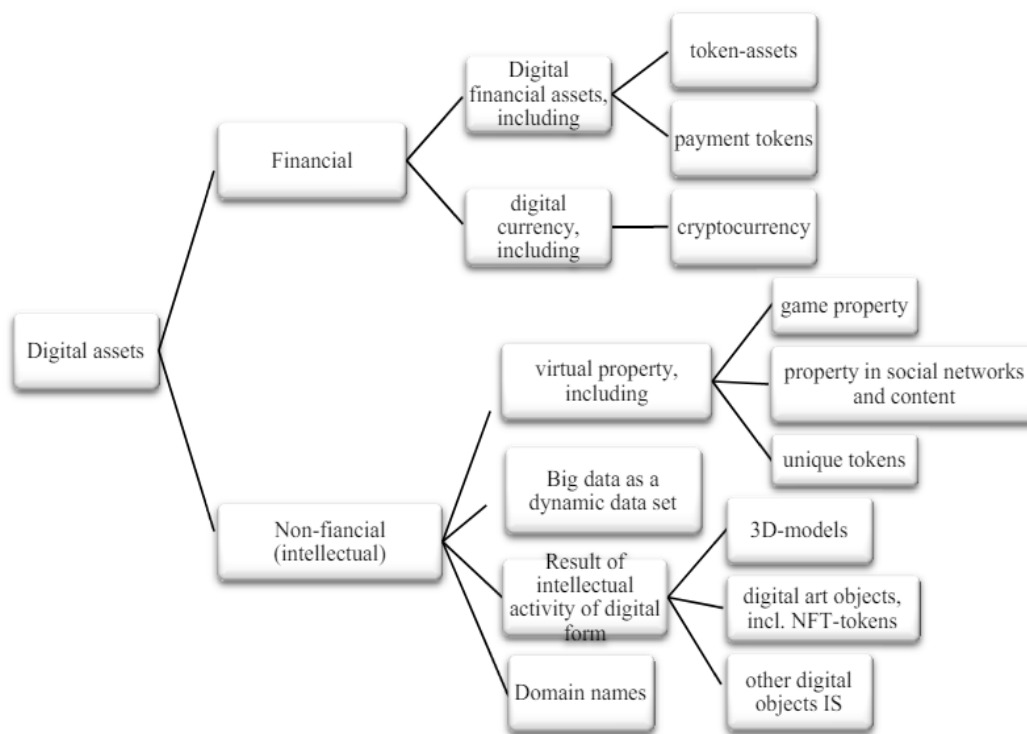 token-assets
Digital
financial assets,
including
payment tokens
Financial
digital
currency,
including
cryptocurrency
Digital assets
game property
virtual property,
including
property in social networks
and content
unique tokens
Big data as a
dynamic data set
Non-fiancial
(intellectual)
3D-models
Result of
intellectual
activity of digital
form
digital art objects,
incl. NFT-tokens
Domain names
other digital
objects IS